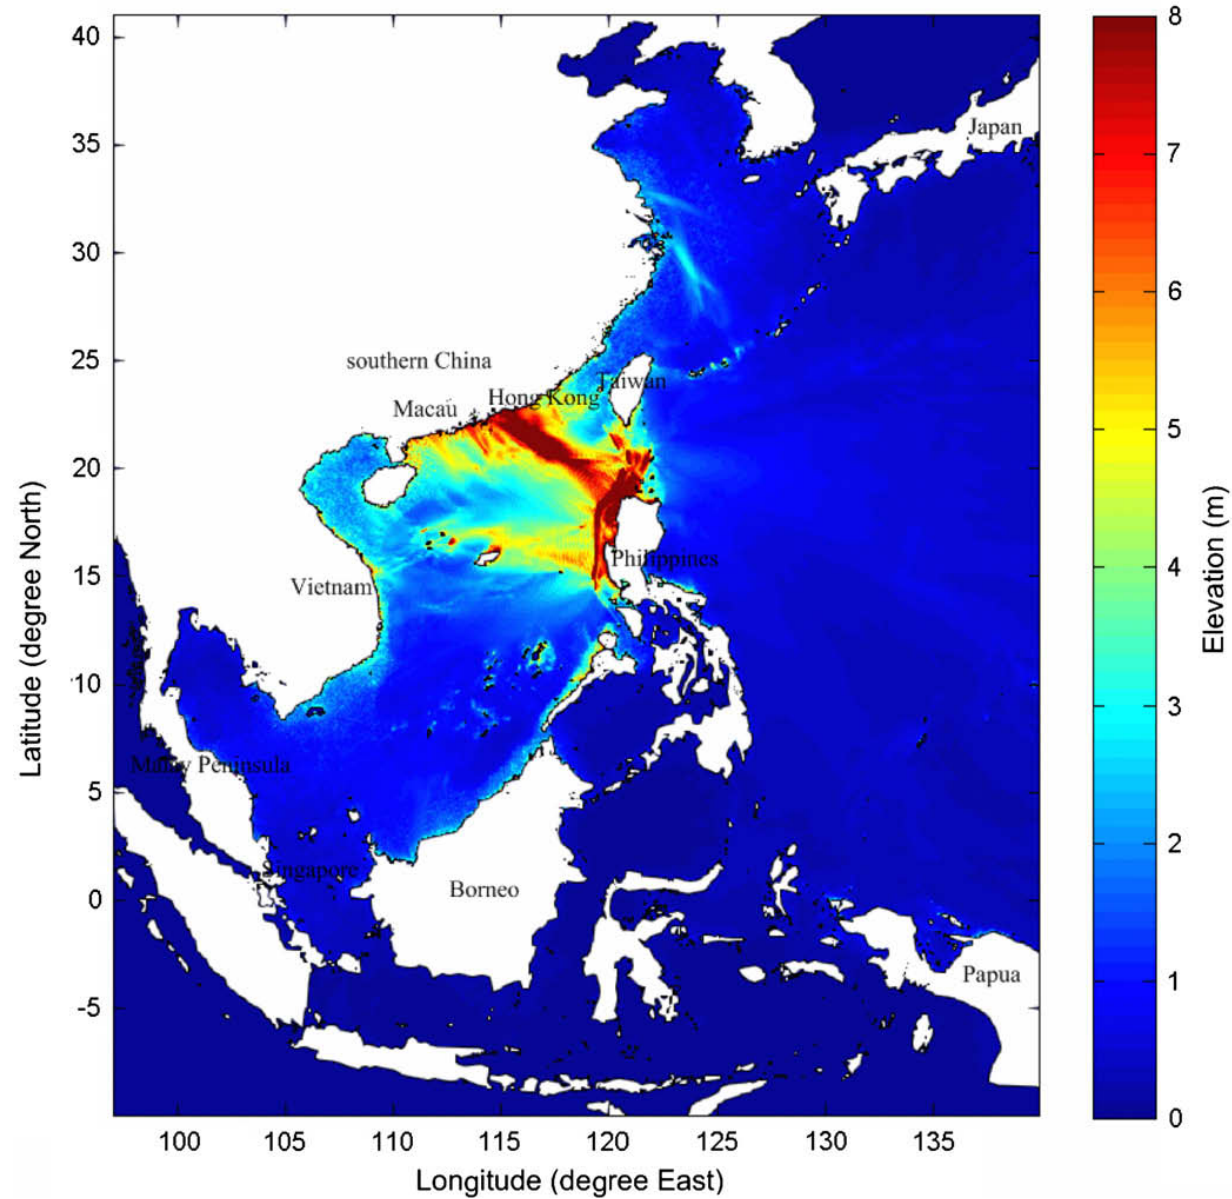 40
35
30
25
20
15
10
5
0
-5
Latitude (degree North)
100
105
110
115
120
125
130
135
Longitude (degree East)
Japan
southern China
Taiwan
Hong Kong
Macau
Philippines
Vietnam
Malay Peninsula
Singapore
Borneo
Papua
8
7
6
5
4
3
2
1
0
Elevation (m)